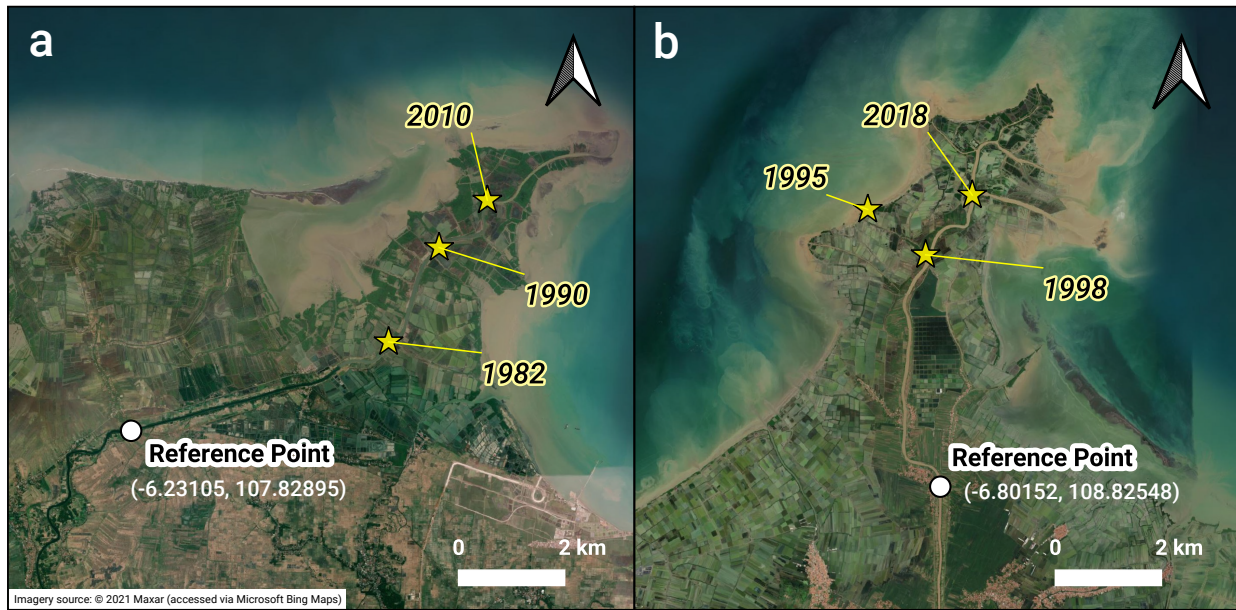 a
2010
1990
1982
Reference Point
(-6.23105, 107.82895)
0 2 km
Imagery source: © 2021 Maxar (accessed via Microsoft Bing Maps)
b
2018
1995
1998
Reference Point
(-6.80152, 108.82548)
0 2 km